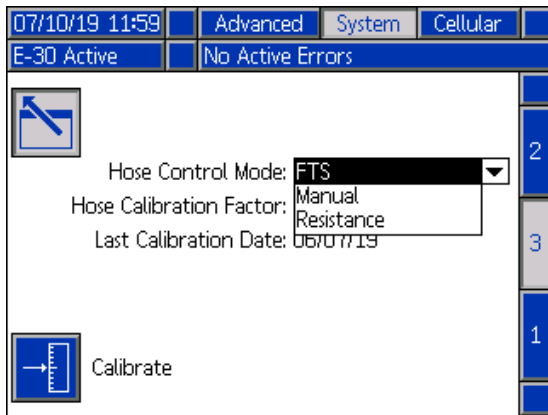 07/10/19 11:59 Advanced System Cellular
E-30 Active No Active Errors
2
Hose Control Mode: FTS
Manual
Hose Calibration Factor:
Resistance
Last Calibration Date: 06/07/19
3
1
Calibrate